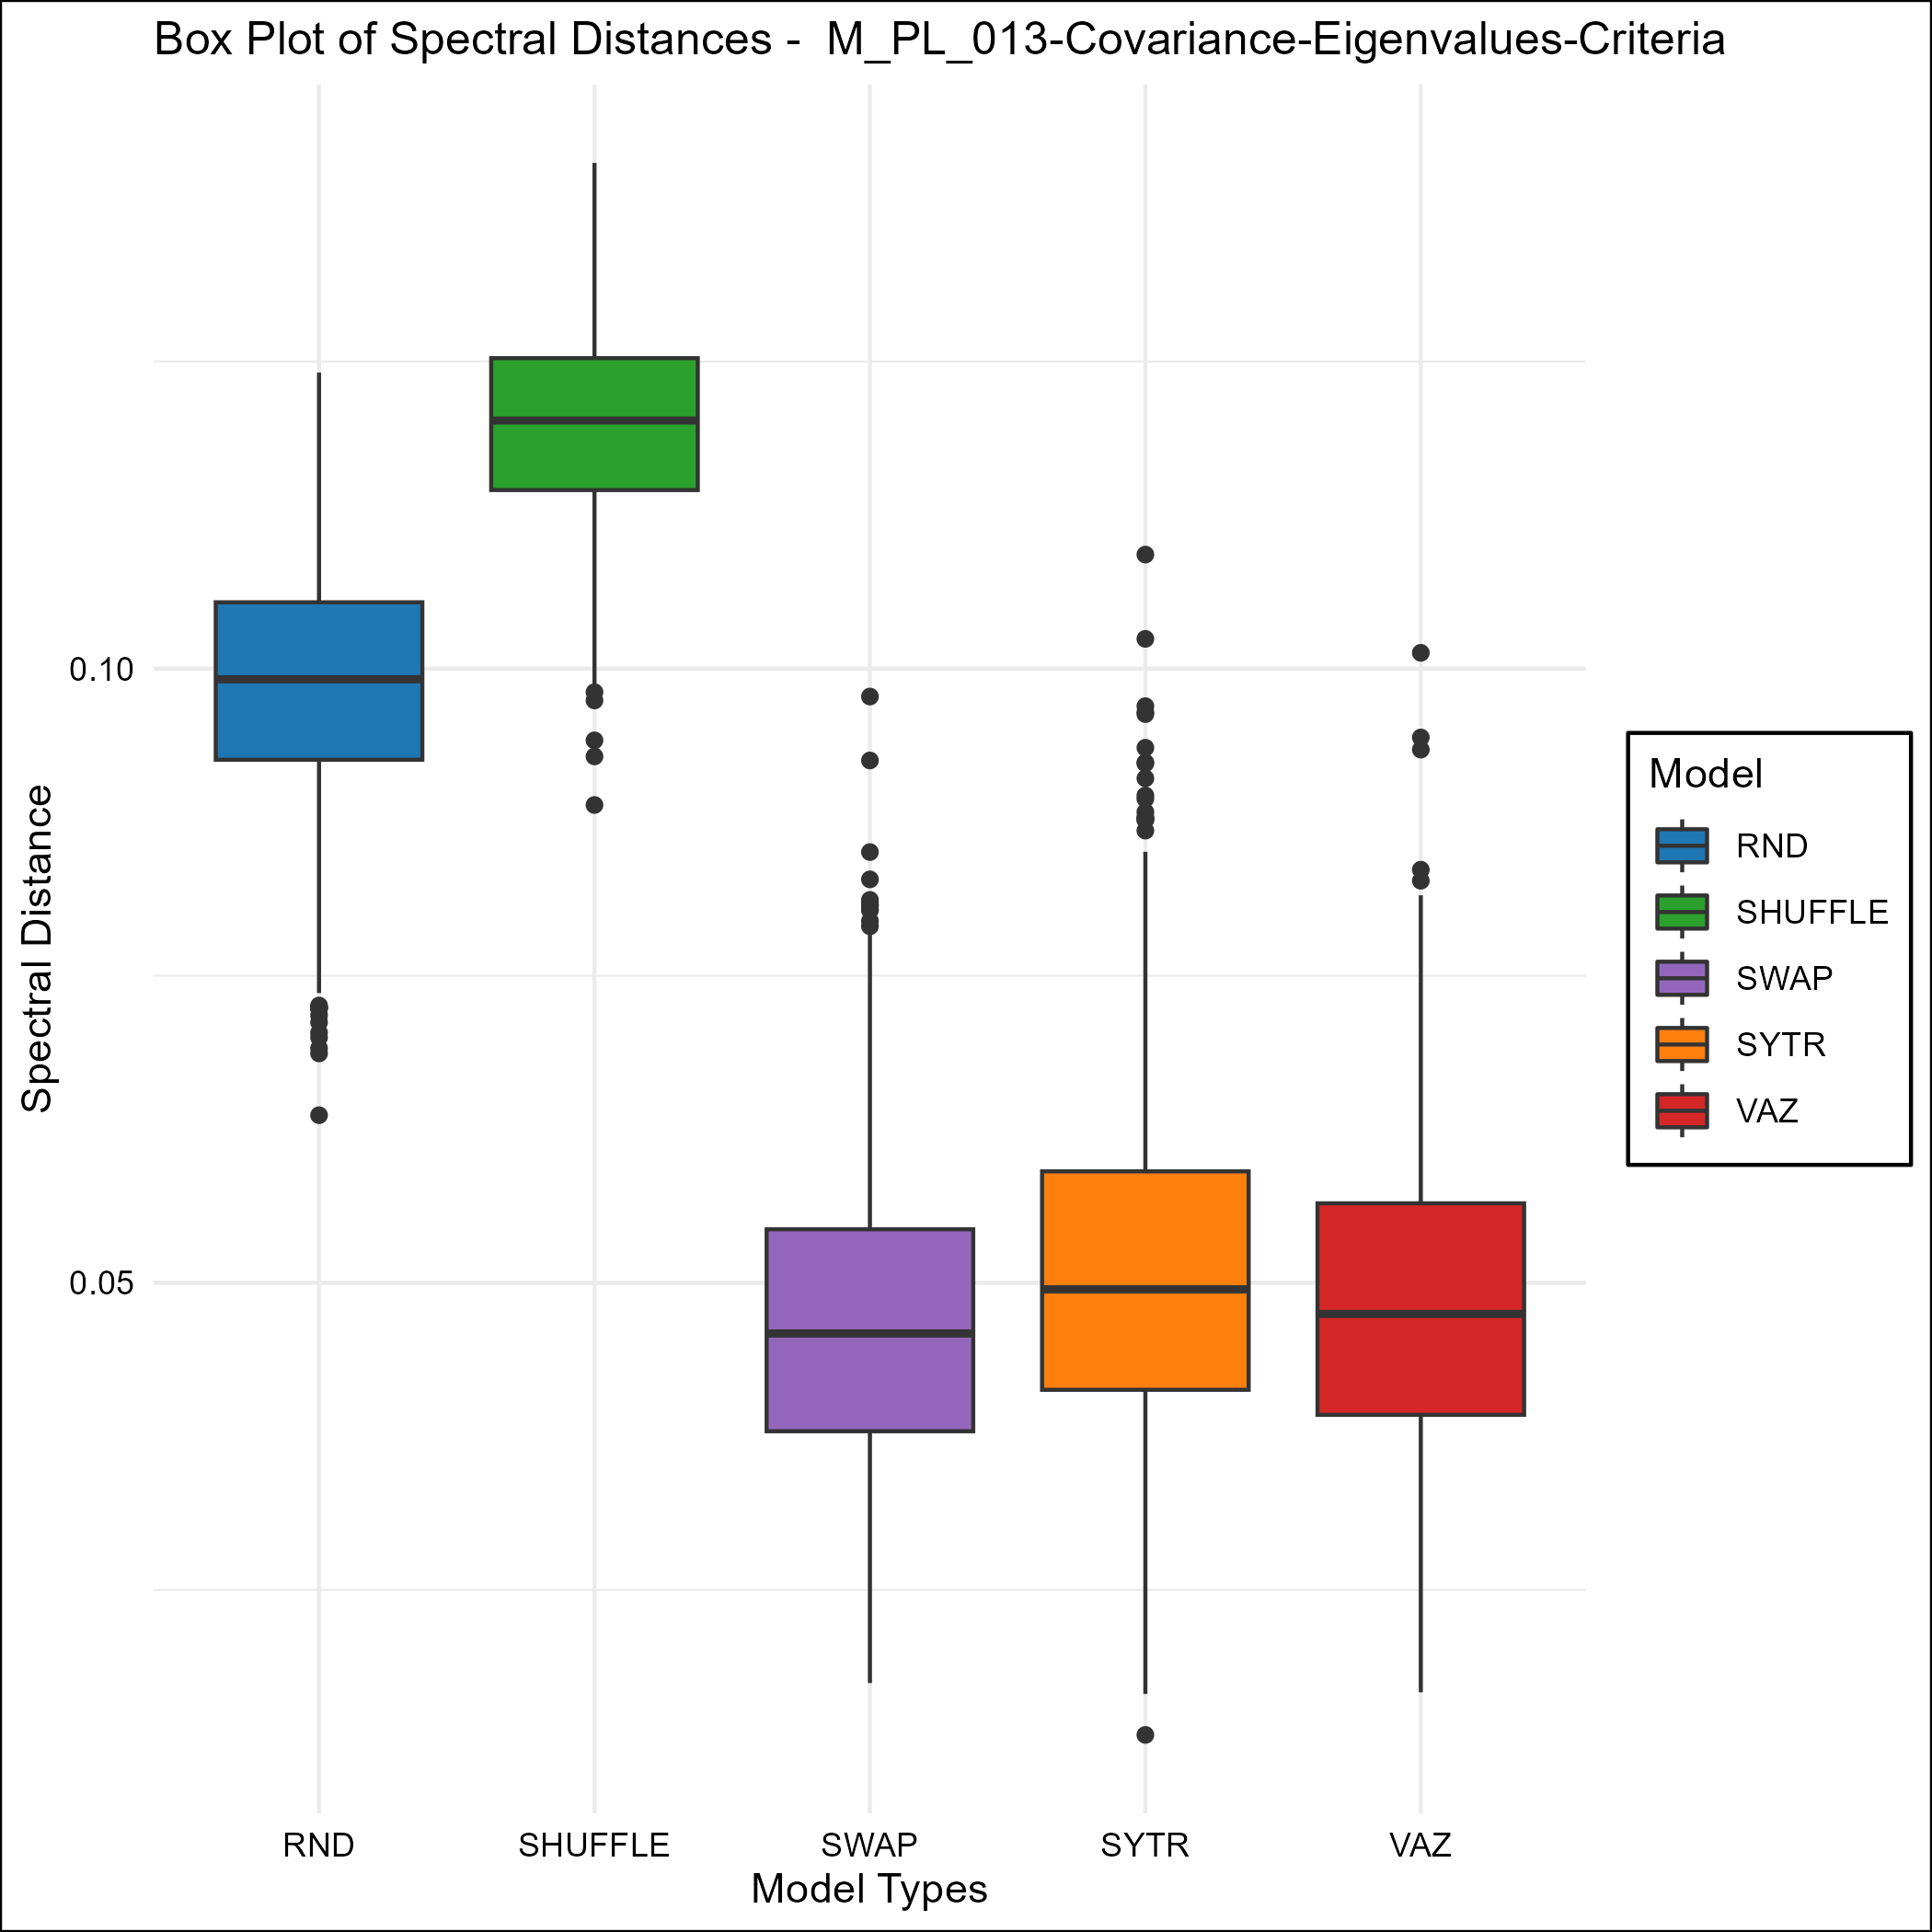 Box Plot of Spectral Distances -  M_PL_013-Covariance-Eigenvalues-Criteria
Spectral Distance
0.10
0.05
RND
SHUFFLE
SWAP
SYTR
VAZ
Model Types
Model
RND
SHUFFLE
SWAP
SYTR
VAZ